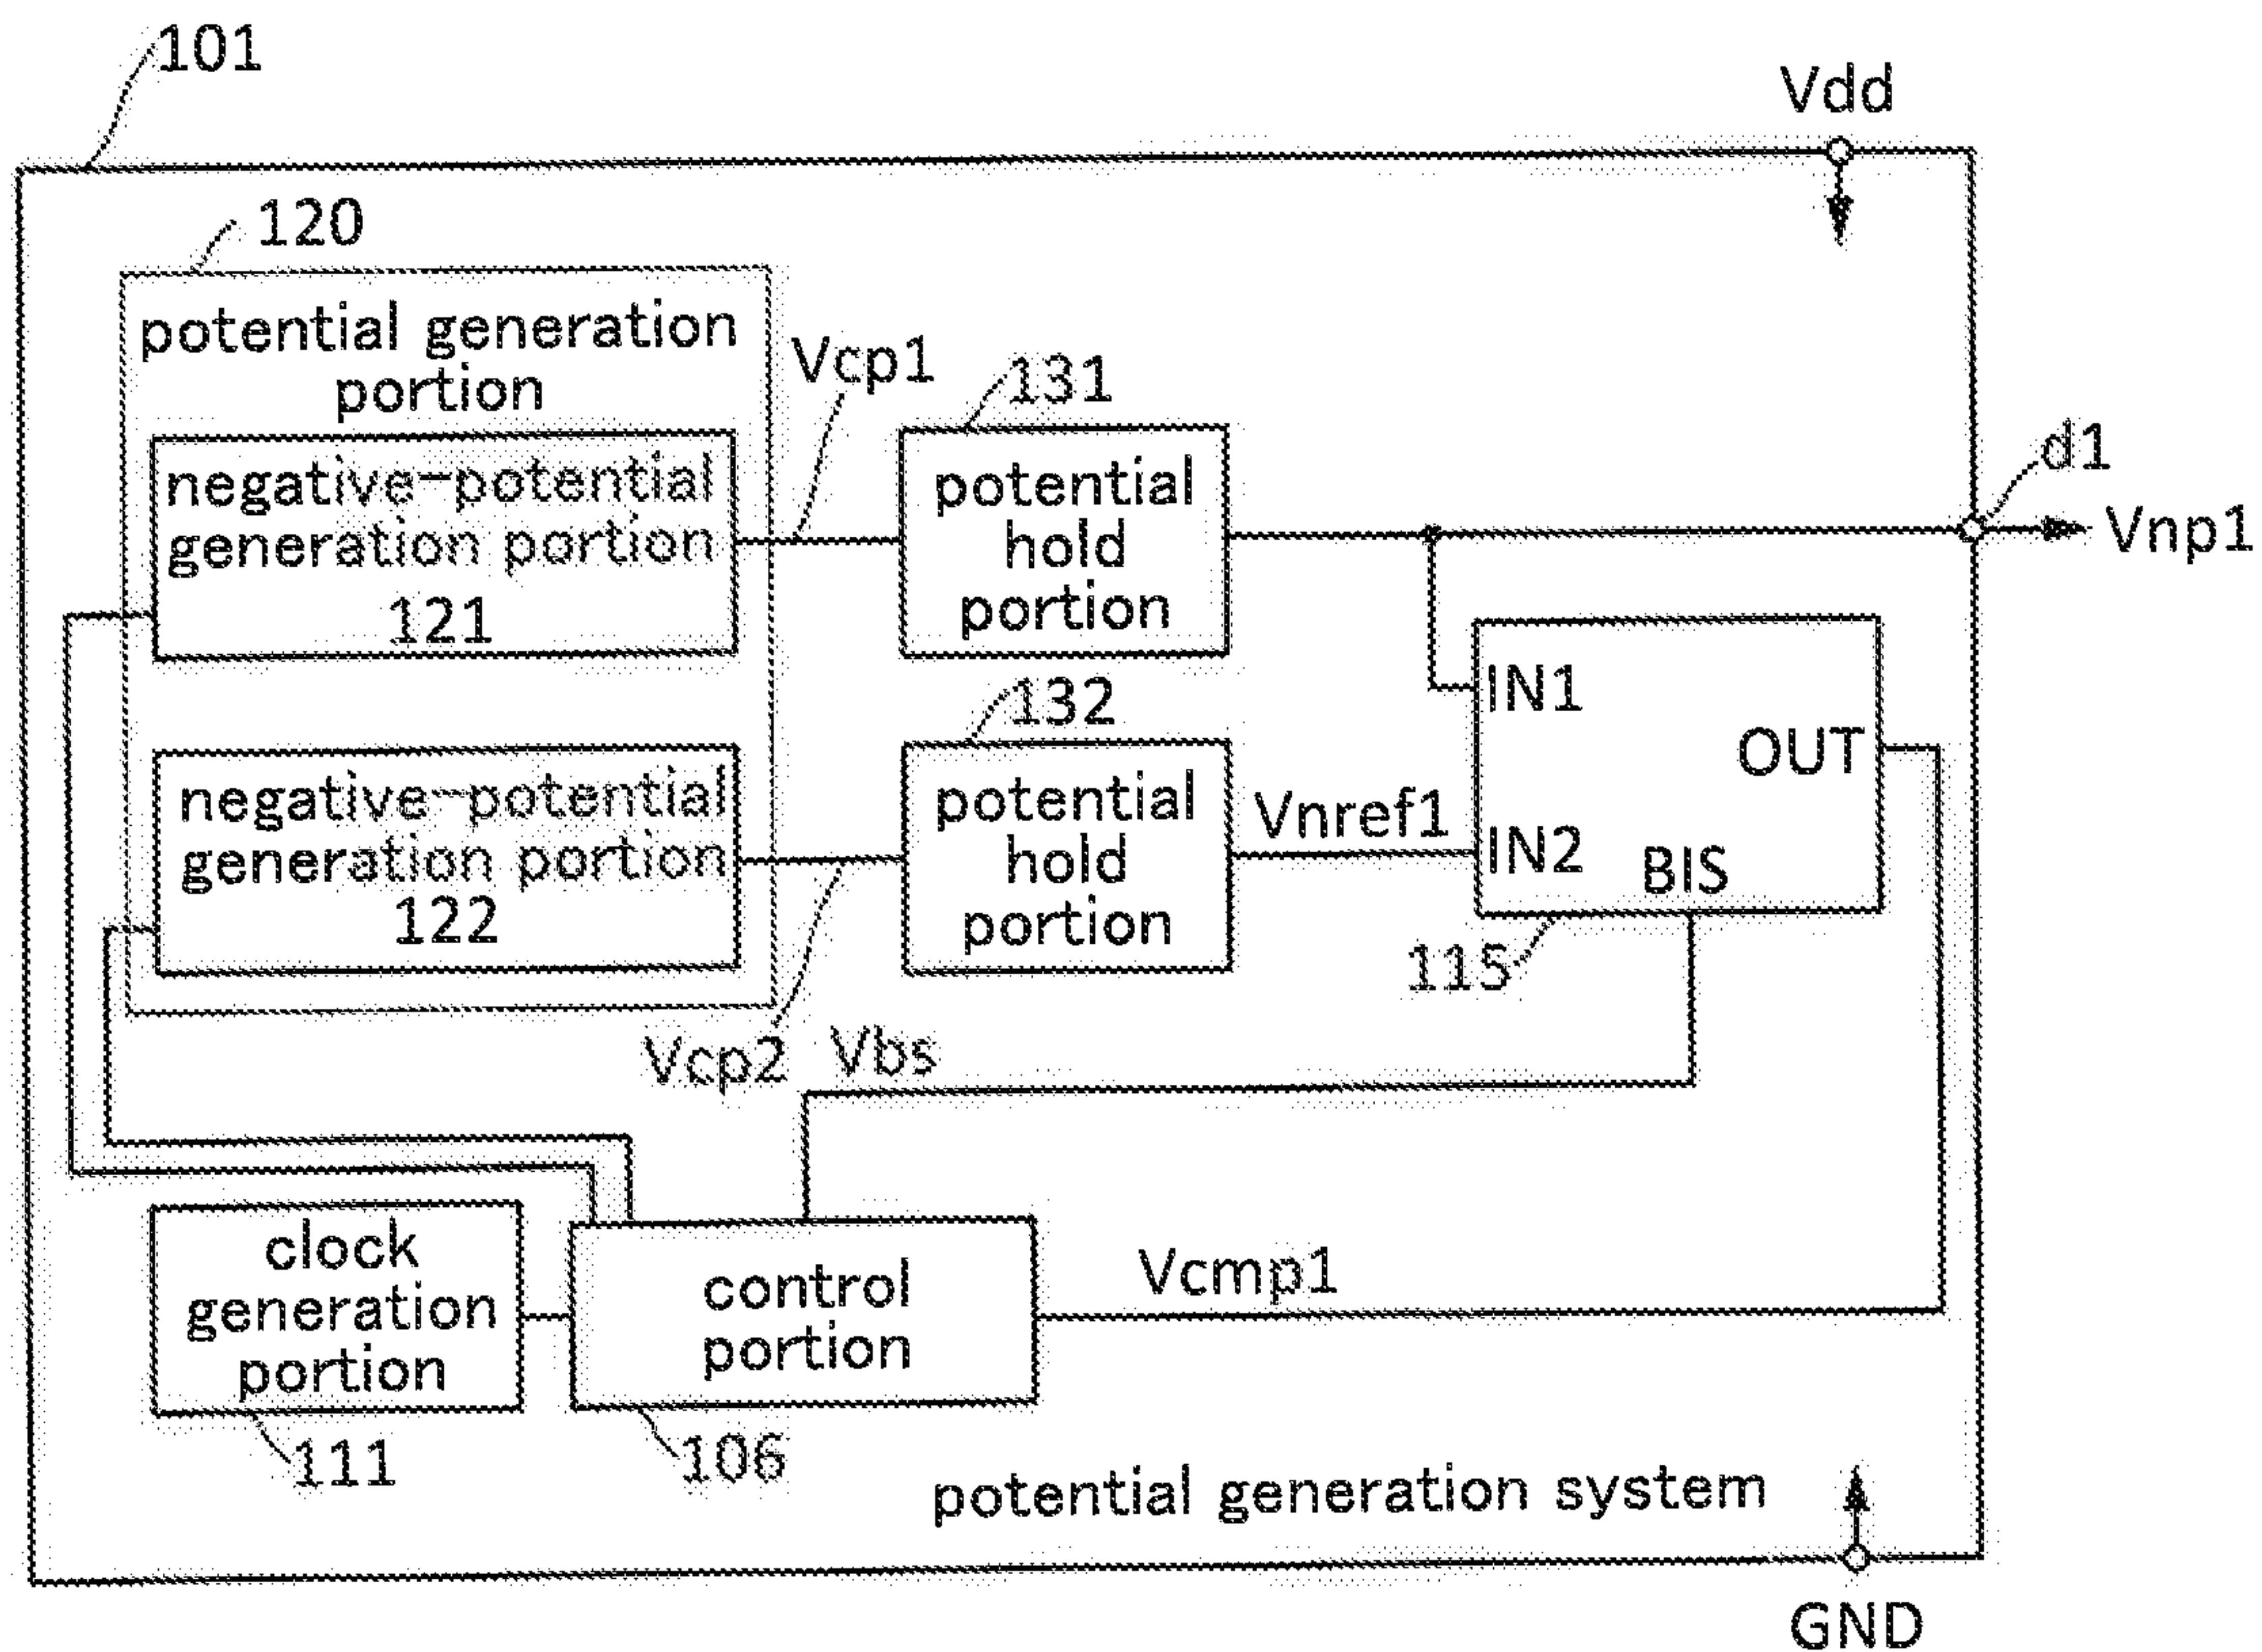 101
Vdd
120
potential generation
portion
Vcp1
131
d1
negative-potential
generation portion
121
potential
hold
portion
Vnp1
IN1
132
OUT
negative-potential
generation portion
122
potential
hold
portion
Vnref1
IN2
BIS
115
Vcp2
Vbs
clock
generation
portion
control
portion
Vcmp1
111
106
potential generation system
GND